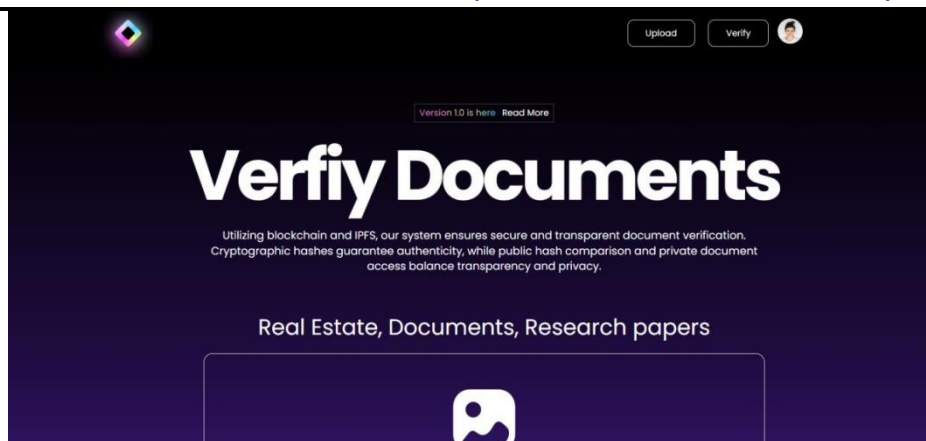 Upload
Verify
Version 1.0 is here Read More
Verfiy Documents
Utilizing blockchain and IPFS, our system ensures secure and transparent document verification.
Cryptographic hashes guarantee authenticity, while public hash comparison and private document
access balance transparency and privacy.
Real Estate, Documents, Research papers